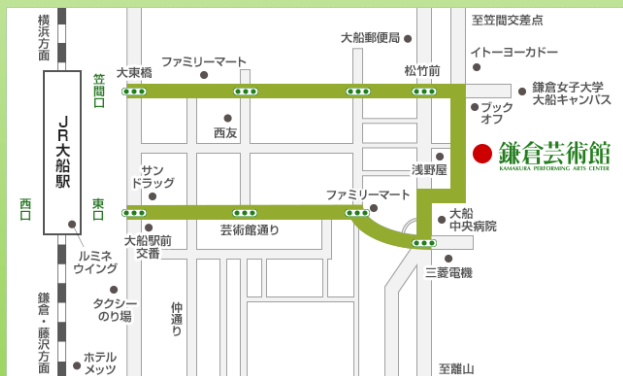 横浜方面
至笠間交差点
大船郵便局
イトーヨーカドー
ファミリーマート
大東橋
松竹前
笠間口
鎌倉女子大学
大船キャンパス
ブック
オフ
西友
JR大船駅
鎌倉芸術館
KAMAKURA PERFORMING ARTS CENTER
浅野屋
サン
ドラッグ
ファミリーマート
西口
東口
大船
中央病院
芸術館通り
大船駅前
交番
ルミネ
ウイング
三菱電機
タクシー
のり場
仲通り
鎌倉・藤沢方面
ホテル
メッツ
至離山